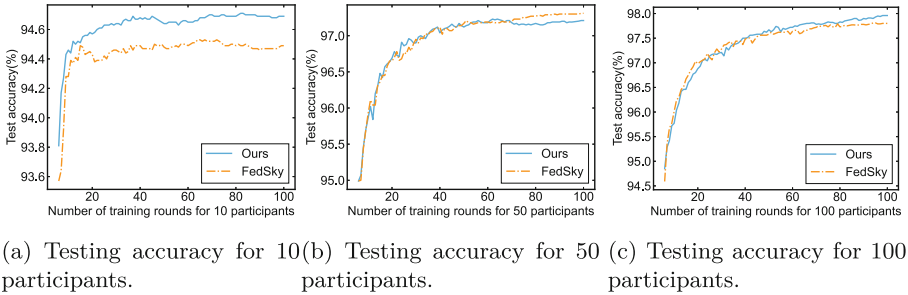 Test accuracy(%)
94.6
94.4
94.2
94.0
93.8
93.6
20 40 60 80 100
Number of training rounds for 10 participants
Ours
FedSky
Test accuracy(%)
97.0
96.5
96.0
95.5
95.0
20 40 60 80 100
Number of training rounds for 50 participants
Ours
FedSky
Test accuracy(%)
98.0
97.5
97.0
96.5
96.0
95.5
95.0
94.5
20 40 60 80 100
Number of training rounds for 100 participants
Ours
FedSky
(a) Testing accuracy for 10
participants.
(b) Testing accuracy for 50
participants.
(c) Testing accuracy for 100
participants.